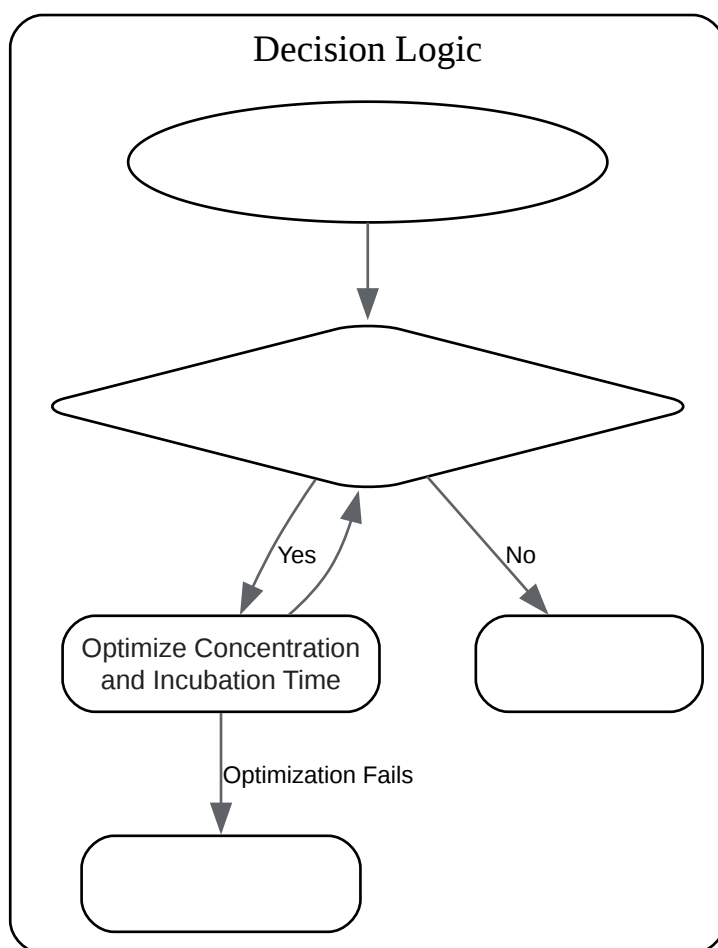 Decision Logic
Yes
No
Optimize Concentration
and Incubation Time
Optimization Fails